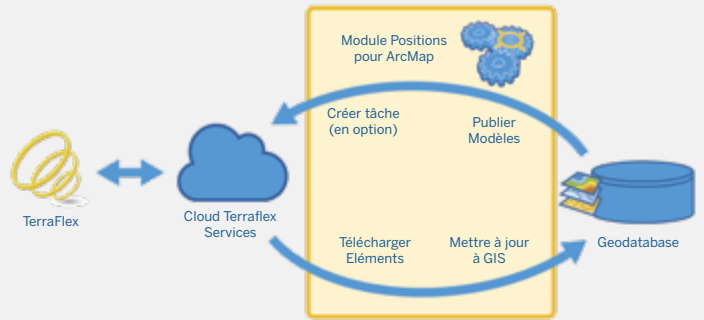 Module Positions
pour ArcMap
Créer tâche
(en option)
Publier
Modèles
TerraFlex
Cloud Terraflex
Services
Télécharger
Eléments
Mettre à jour
à GIS
Geodatabase